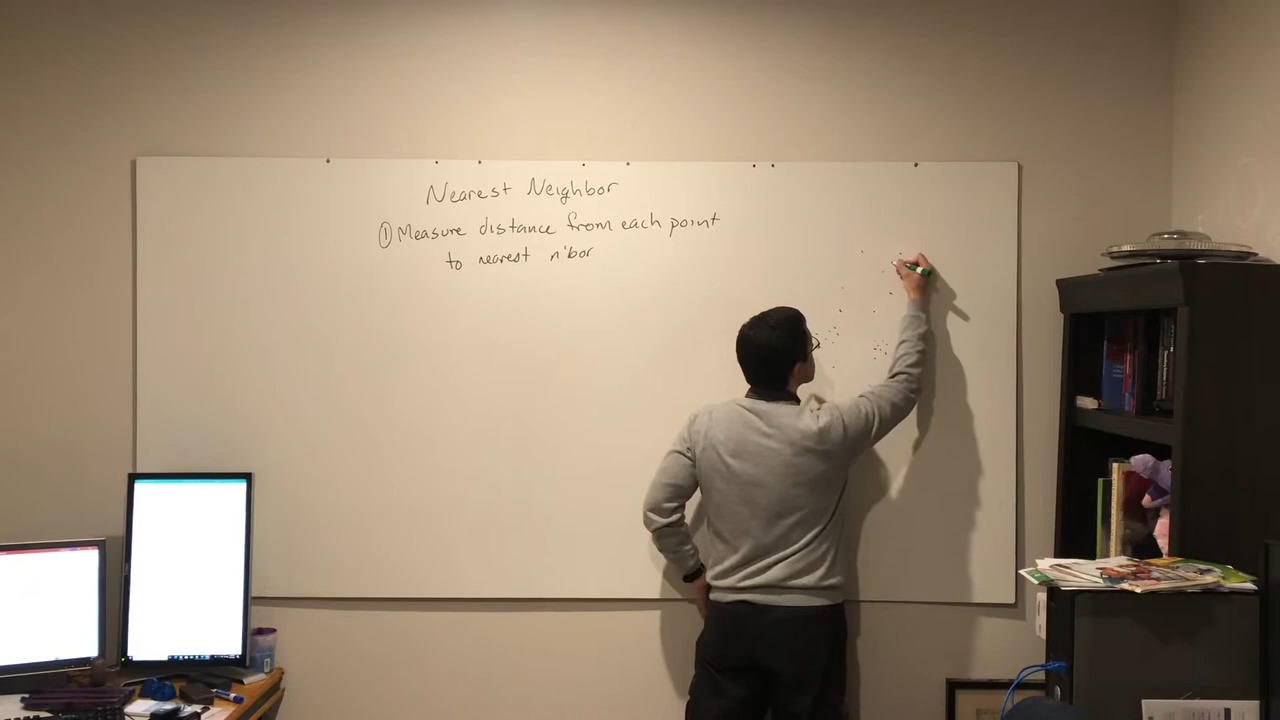 Nearest Neighbor
① Measure distance from each point
to nearest n'bor